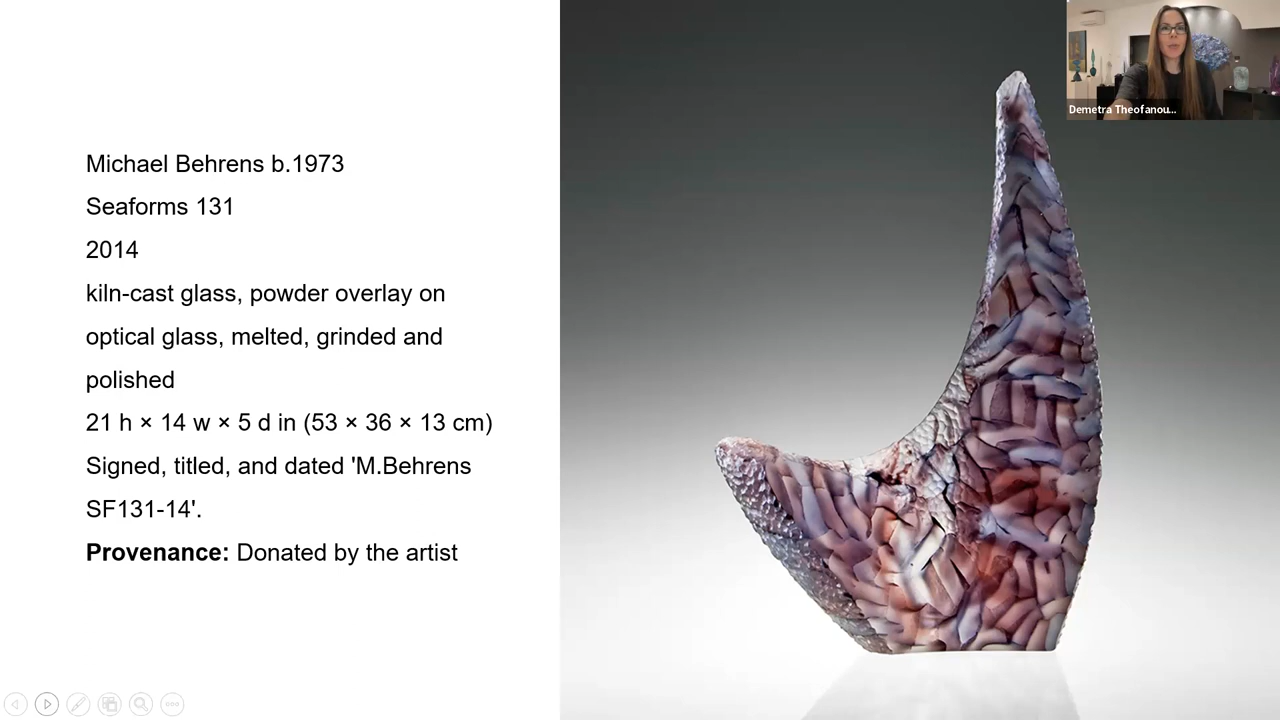 Michael Behrens b.1973
Seaforms 131
2014
kiln-cast glass, powder overlay on
optical glass, melted, grinded and
polished
21 h × 14 w × 5 d in (53 × 36 × 13 cm)
Signed, titled, and dated 'M.Behrens
SF131-14'.
Provenance: Donated by the artist
Demetra Theofanou...